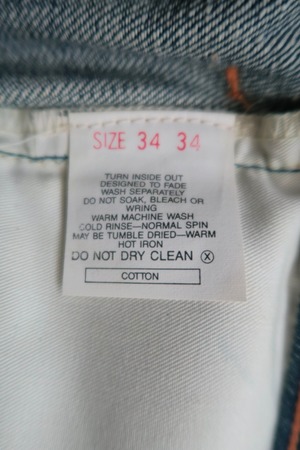 SIZE 34 34
TURN INSIDE OUT
DESIGNED TO FADE
WASH SEPARATELY
DO NOT SOAK, BLEACH OR
WRING
WARM MACHINE WASH
COLD RINSE—NORMAL SPIN
MAY BE TUMBLE DRIED—WARM
HOT IRON
DO NOT DRY CLEAN Ⓧ
COTTON